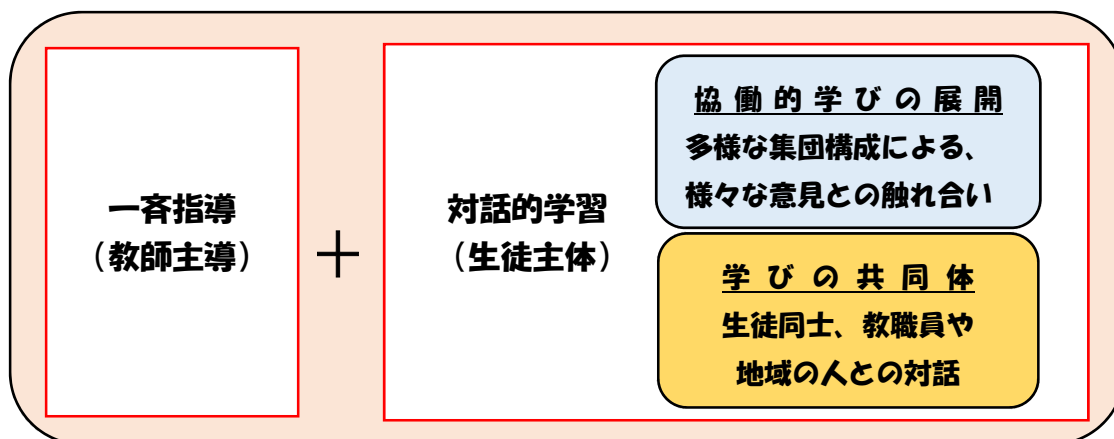 一斉指導
（教師主導）
＋
対話的学習
（生徒主体）
協働的学びの展開
多様な集団構成による、
様々な意見との触れ合い
学びの共同体
生徒同士、教職員や
地域の人との対話